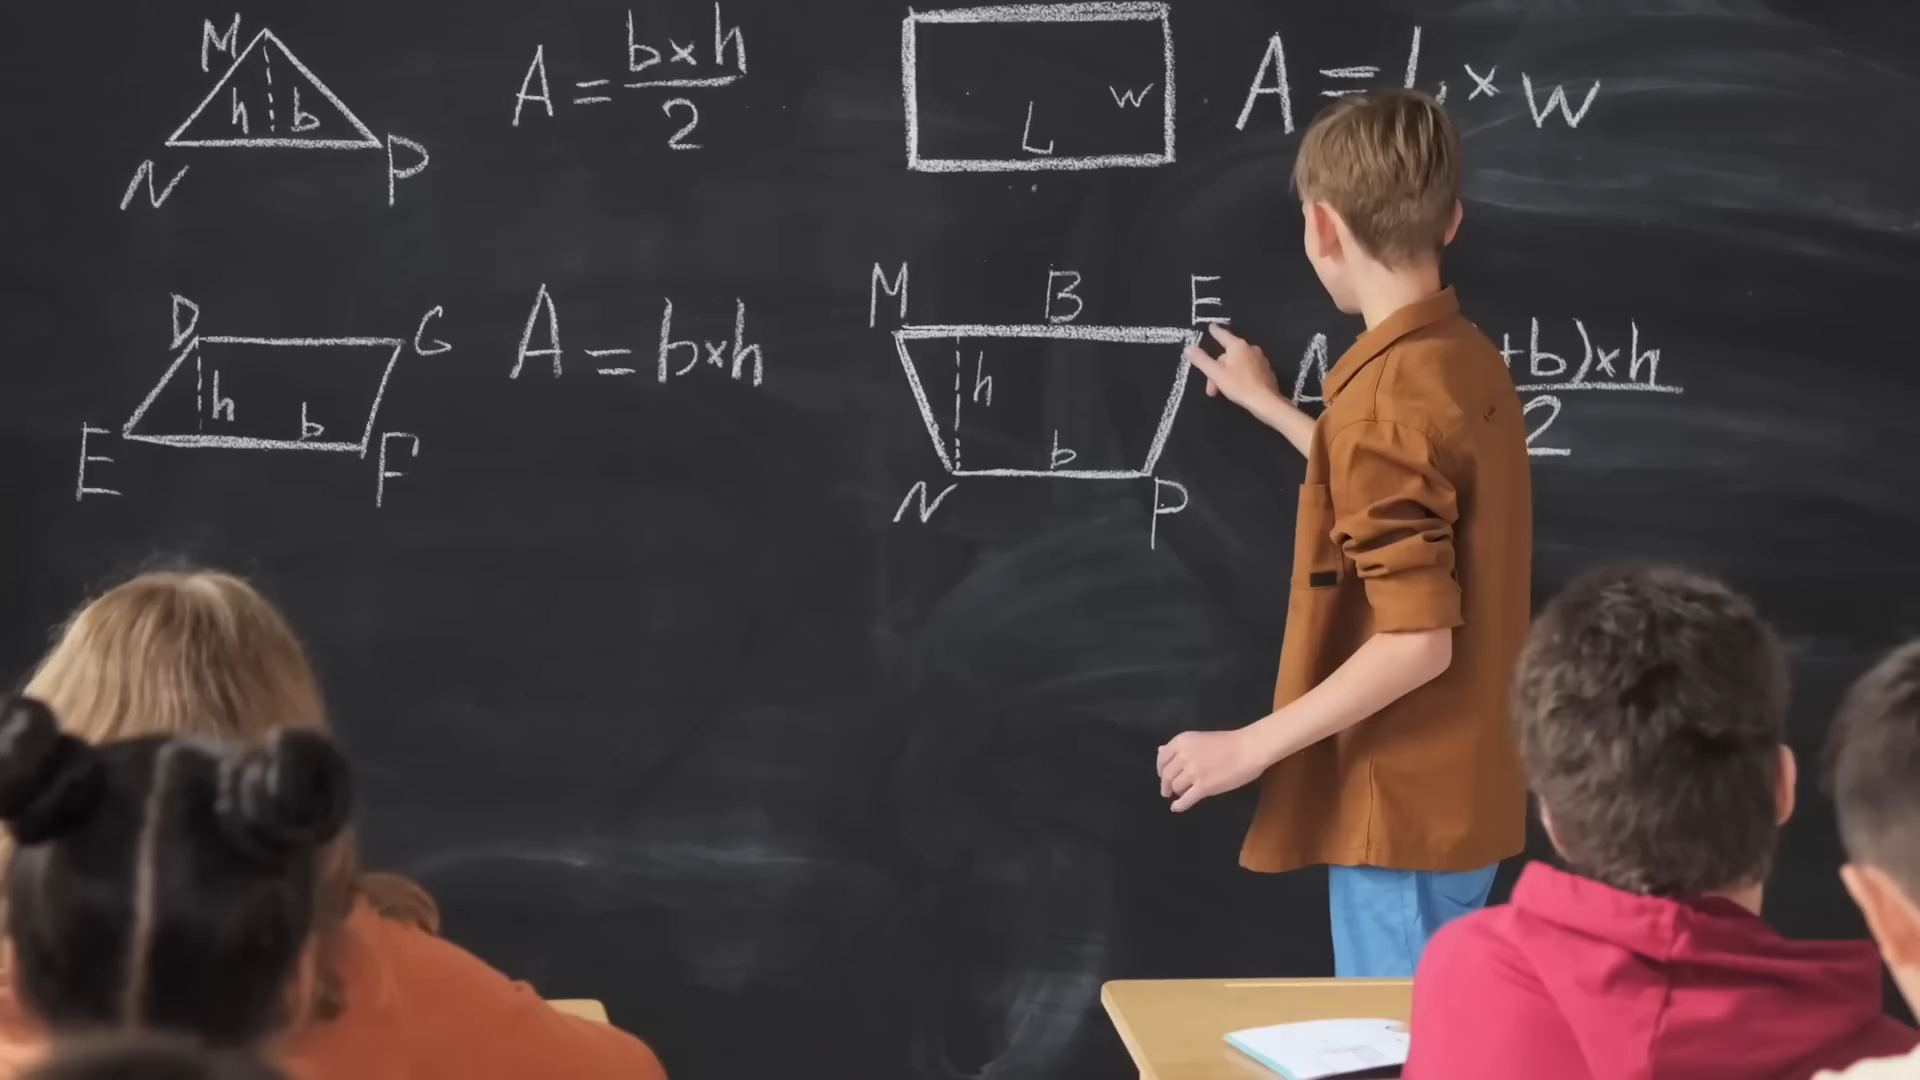 M
h b
N P
A = b×h / 2
L W
A = L × W
D G
h b
E F
A = b×h
M B E
h
b
N P
+b)×h / 2